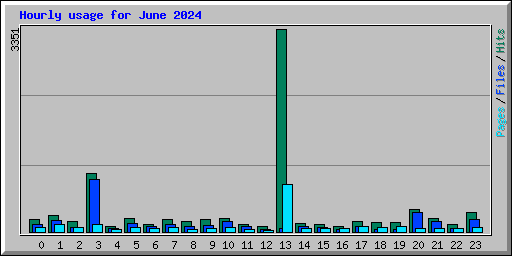 Hourly usage for June 2024
3351
Pages/Files/Hits
0 1 2 3 4 5 6 7 8 9 10 11 12 13 14 15 16 17 18 19 20 21 22 23